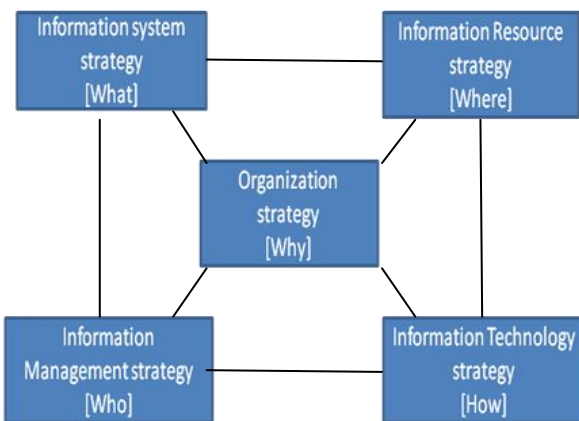 Information system
strategy
[What]
Information Resource
strategy
[Where]
Organization
strategy
[Why]
Information
Management strategy
[Who]
Information Technology
strategy
[How]